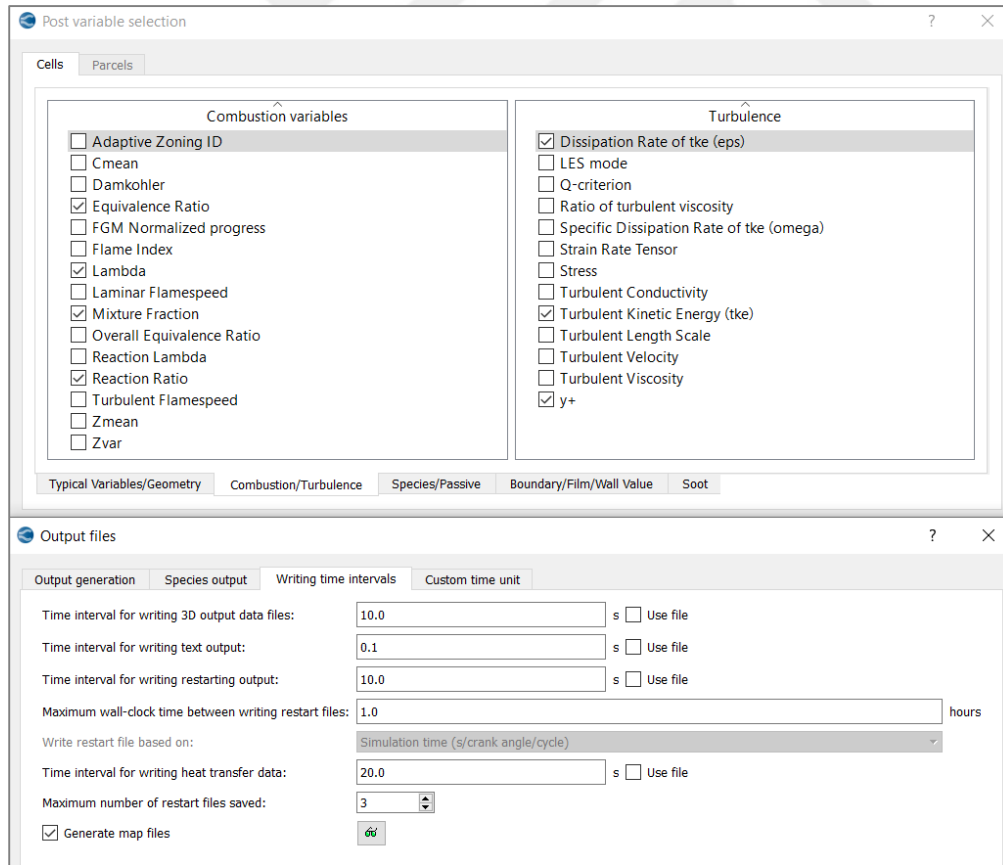 Post variable selection ? ×
Cells Parcels
Combustion variables
Adaptive Zoning ID
Cmean
Damkohler
Equivalence Ratio
FGM Normalized progress
Flame Index
Lambda
Laminar Flamespeed
Mixture Fraction
Overall Equivalence Ratio
Reaction Lambda
Reaction Ratio
Turbulent Flamespeed
Zmean
Zvar
Turbulence
Dissipation Rate of tke (eps)
LES mode
Q-criterion
Ratio of turbulent viscosity
Specific Dissipation Rate of tke (omega)
Strain Rate Tensor
Stress
Turbulent Conductivity
Turbulent Kinetic Energy (tke)
Turbulent Length Scale
Turbulent Velocity
Turbulent Viscosity
y+
Typical Variables/Geometry Combustion/Turbulence Species/Passive Boundary/Film/Wall Value Soot
Output files ? ×
Output generation Species output Writing time intervals Custom time unit
Time interval for writing 3D output data files: 10.0 s Use file
Time interval for writing text output: 0.1 s Use file
Time interval for writing restarting output: 10.0 s Use file
Maximum wall-clock time between writing restart files: 1.0 hours
Write restart file based on: Simulation time (s/crank angle/cycle)
Time interval for writing heat transfer data: 20.0 s Use file
Maximum number of restart files saved: 3
Generate map files